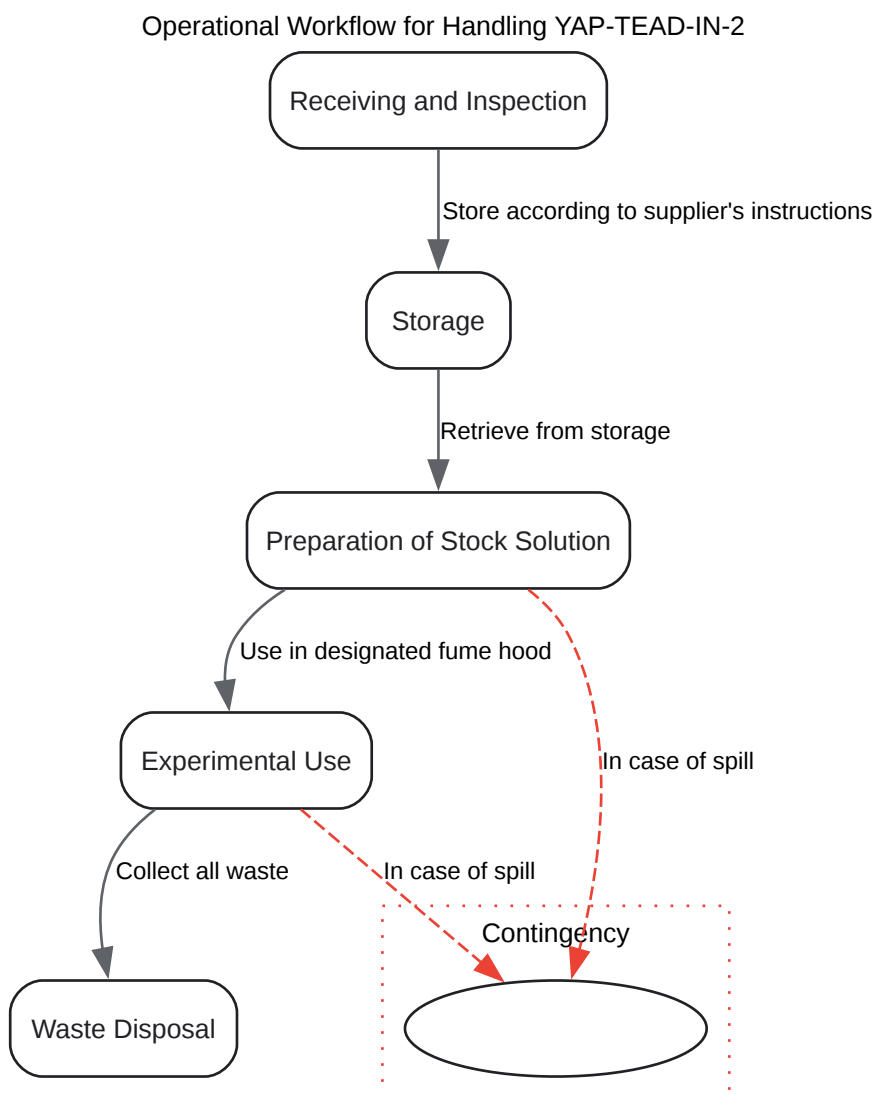 Operational Workflow for Handling YAP-TEAD-IN-2
Receiving and Inspection
Store according to supplier's instructions
Storage
Retrieve from storage
Preparation of Stock Solution
Use in designated fume hood
Experimental Use
In case of spill
Collect all waste
In case of spill
Contingency
Waste Disposal